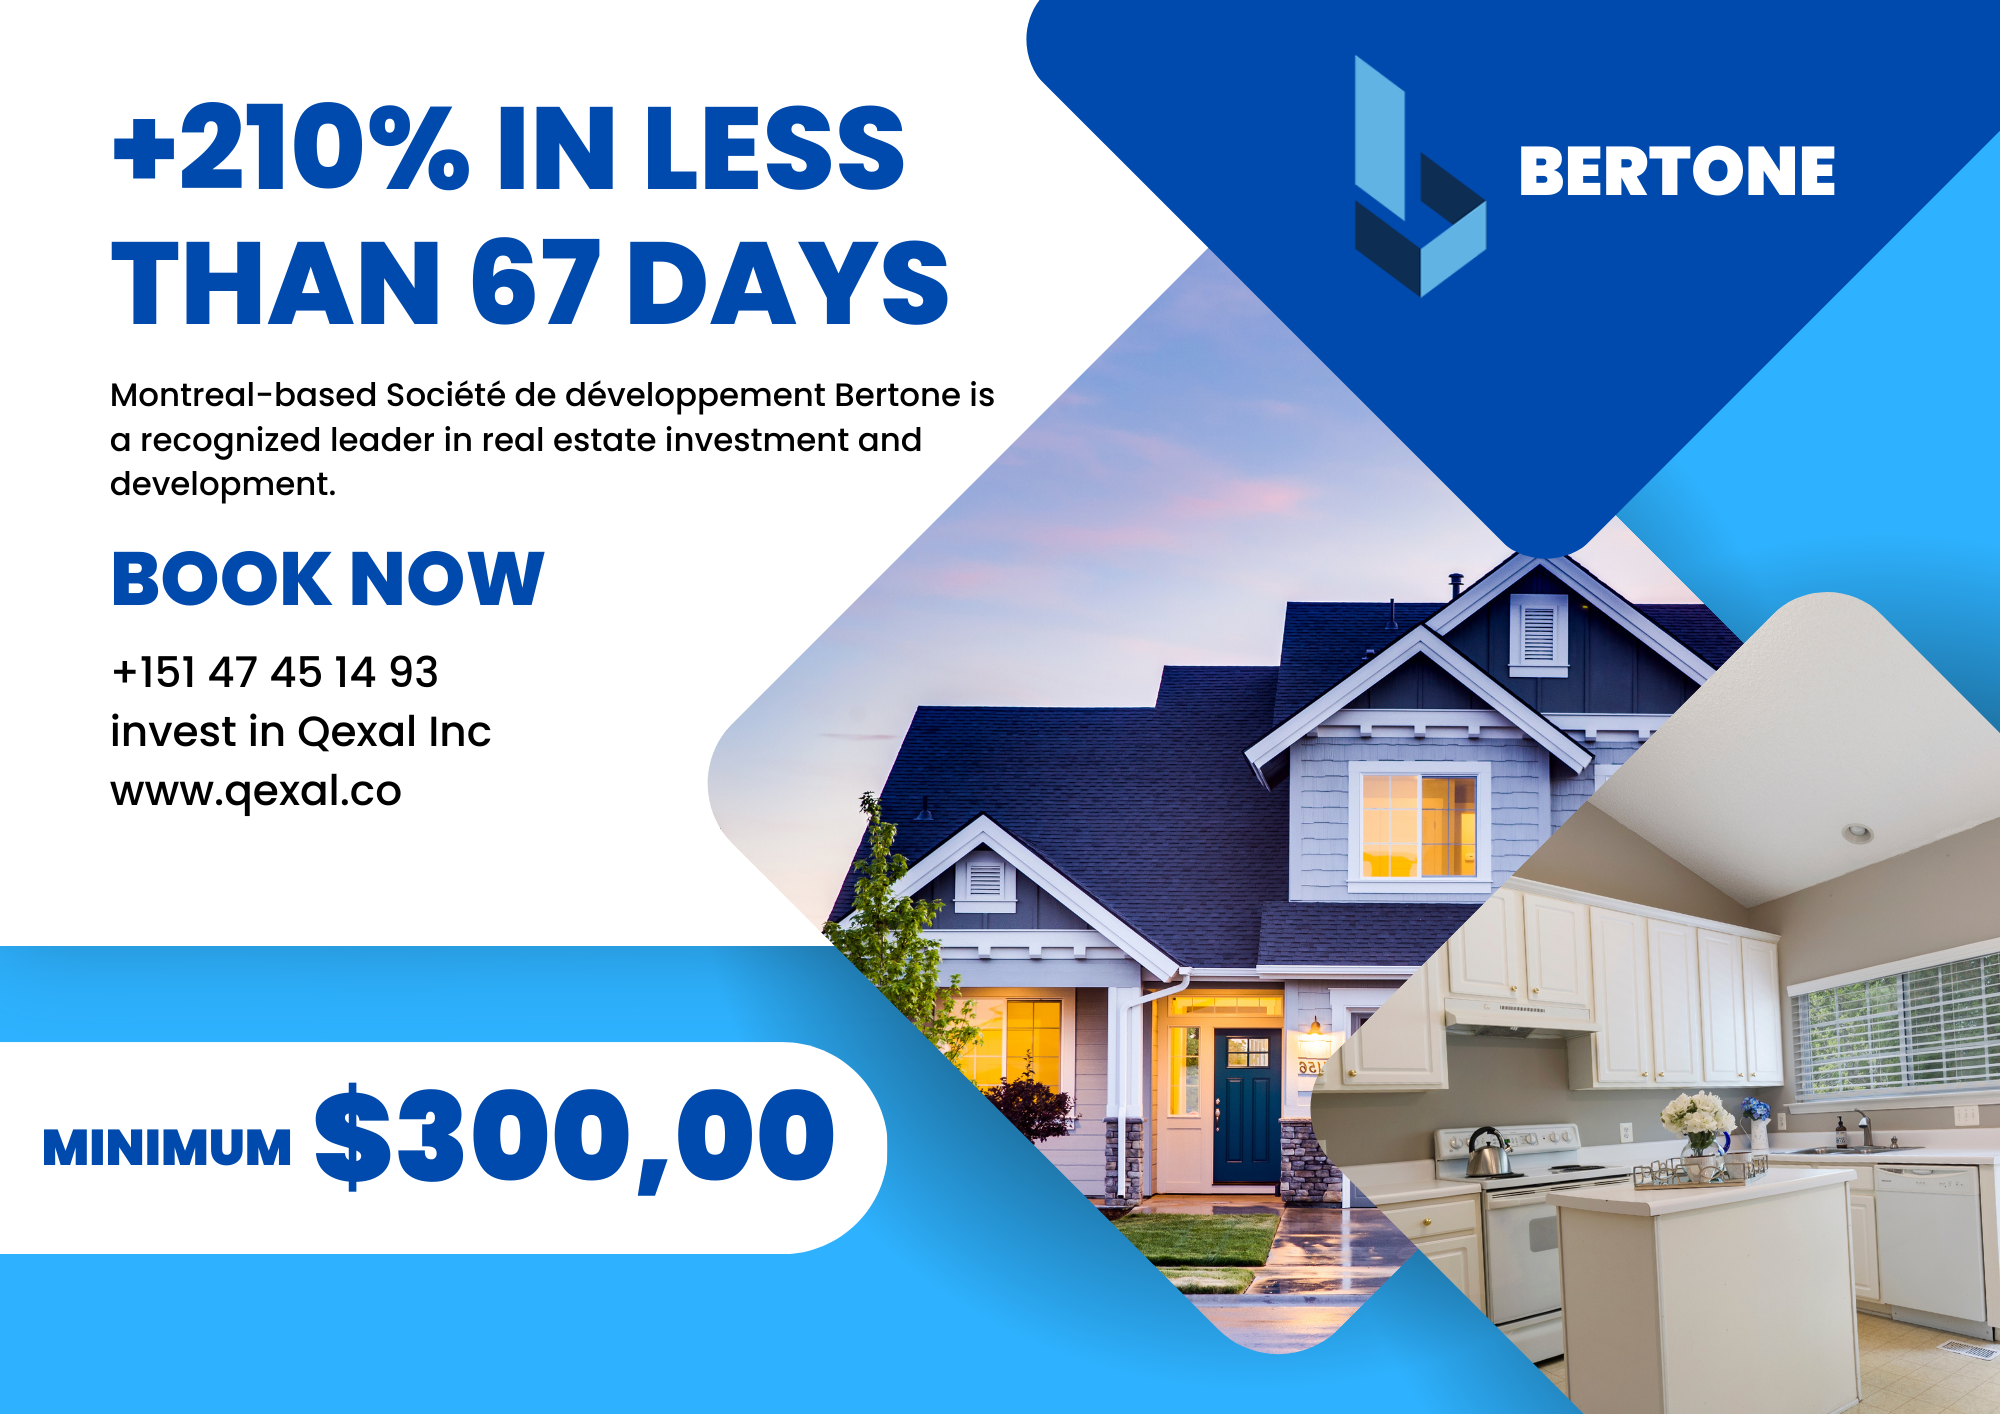 +210% IN LESS
THAN 67 DAYS
Montreal-based Société de développement Bertone is
a recognized leader in real estate investment and
development.
BOOK NOW
+151 47 45 14 93
invest in Qexal Inc
www.qexal.co
MINIMUM $300,00
BERTONE